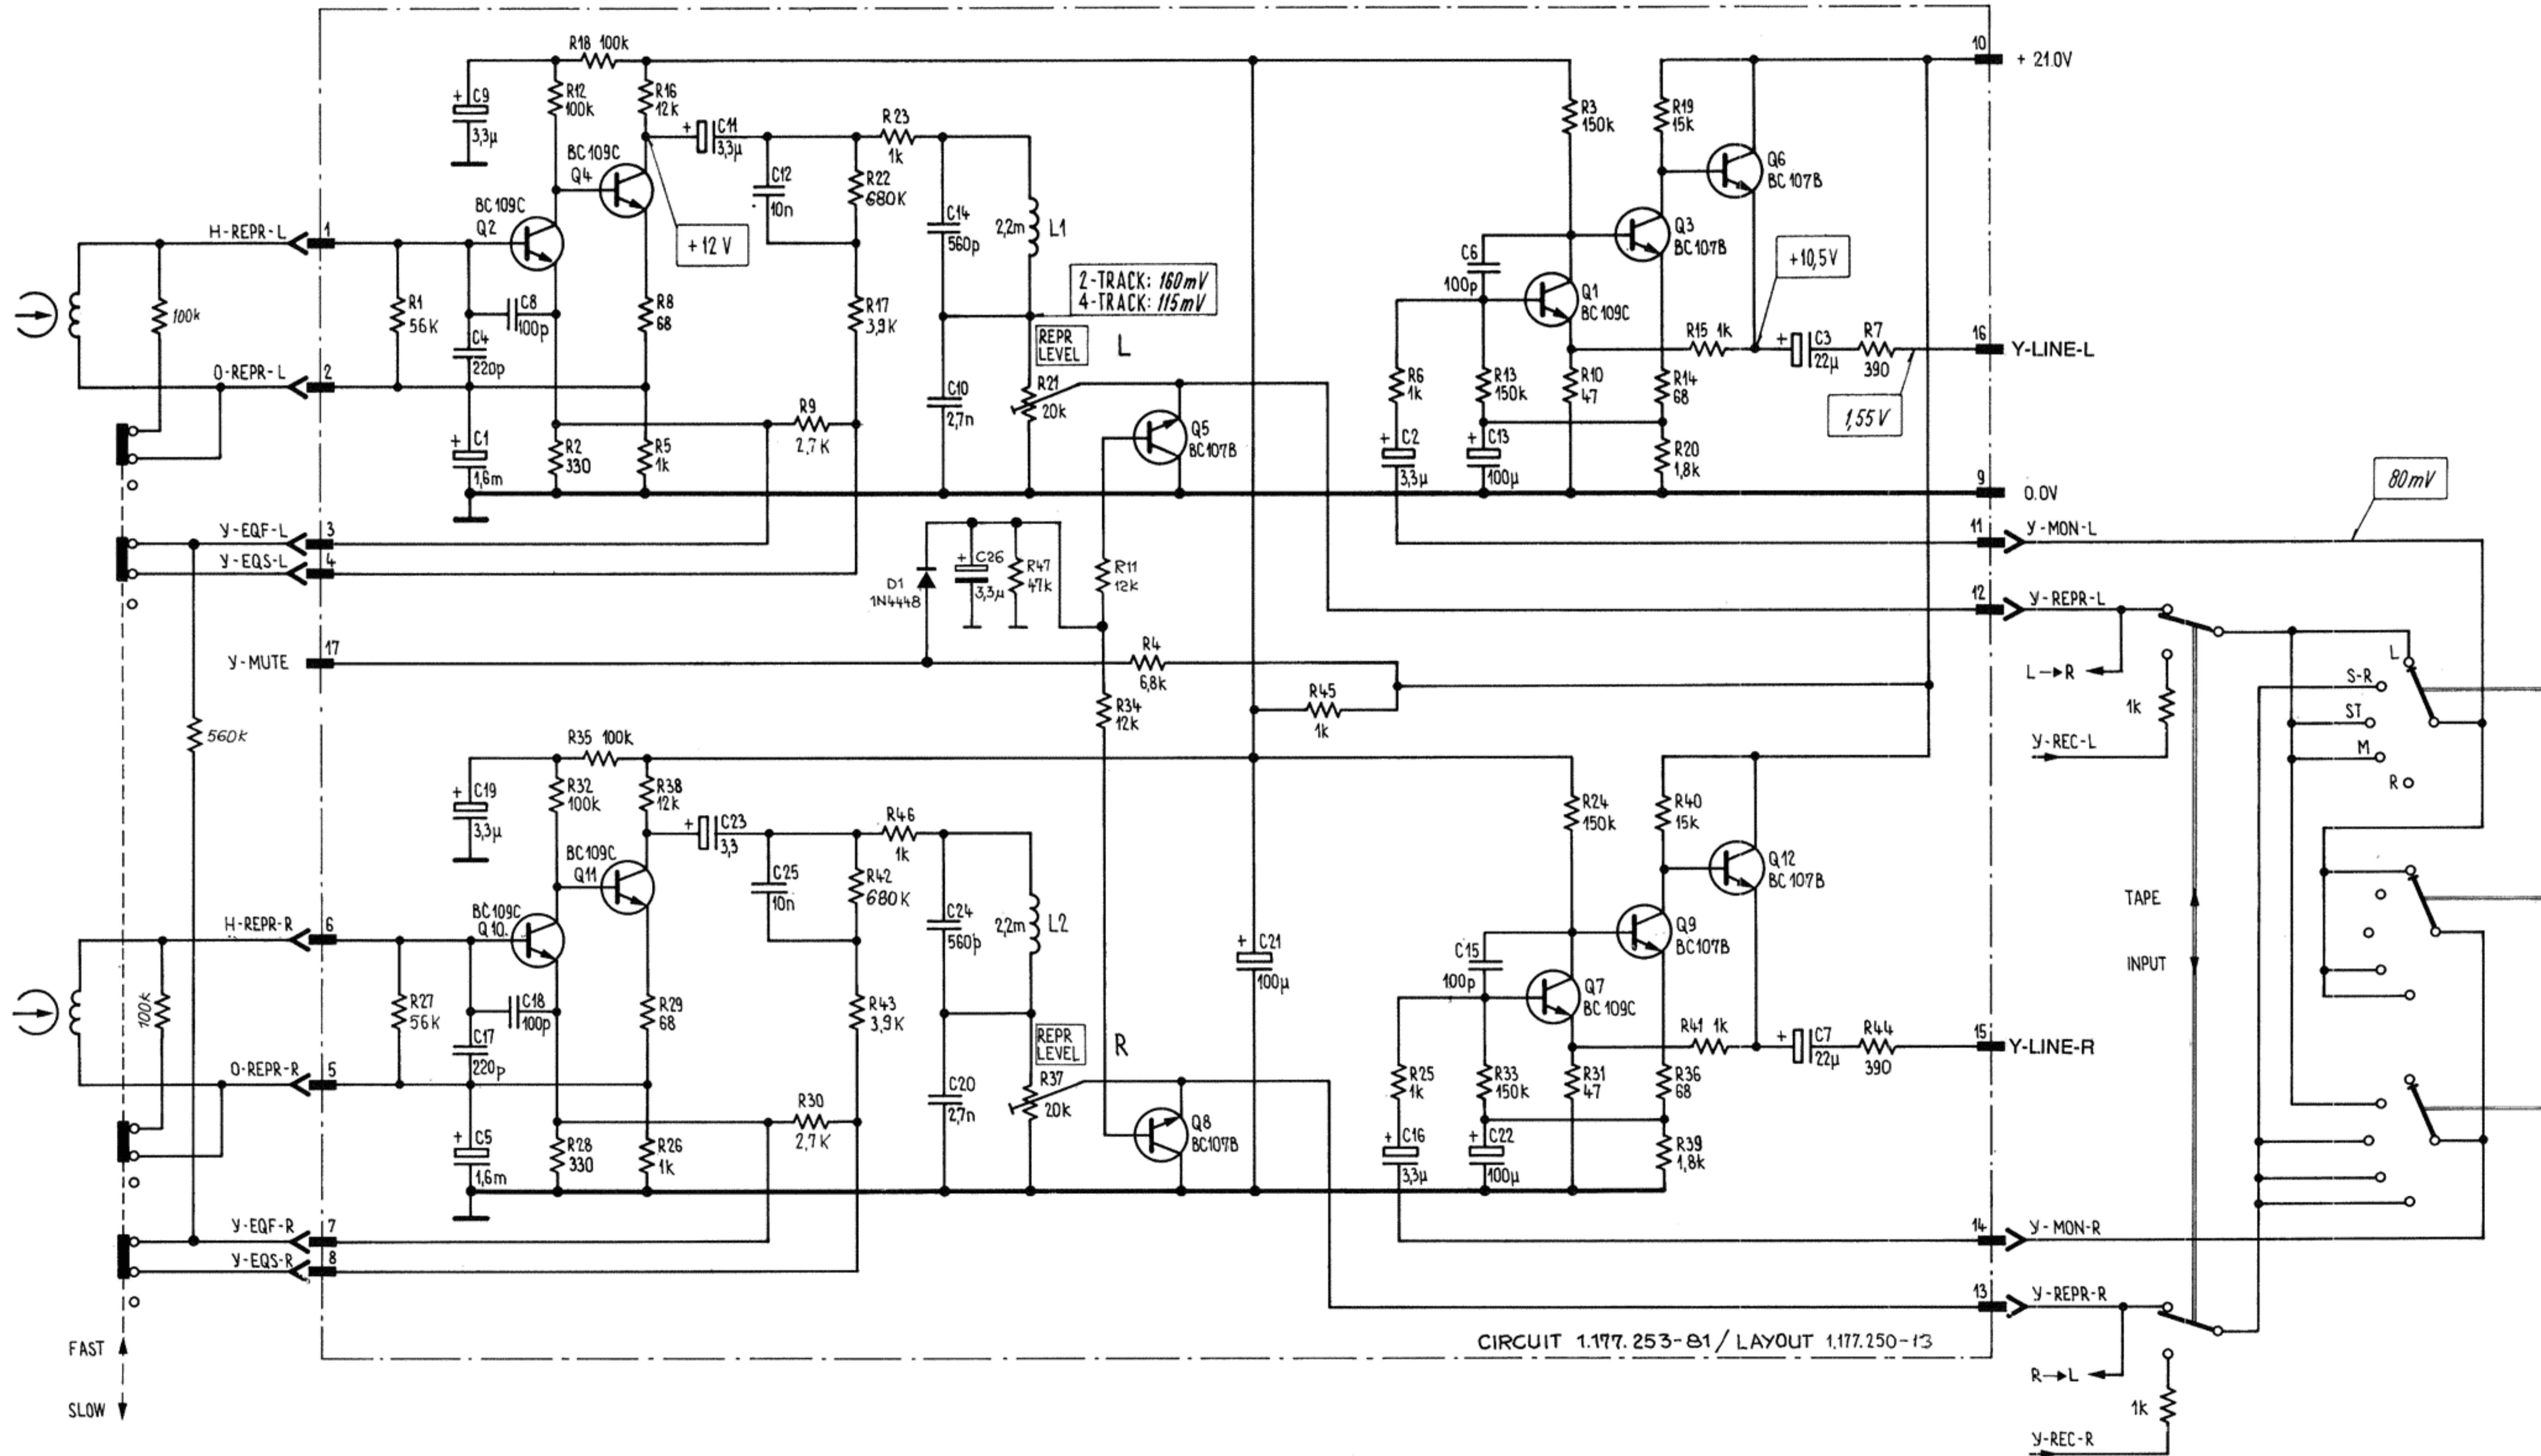 R18 100k
C9
3,3µ
R12
100k
R16
12k
C11
3,3µ
R23
1k
BC109C
Q4
BC109C
Q2
+12 V
C12
10n
R22
680K
C14
560p
2,2m
L1
H-REPR-L
1
100k
R1
56K
C8
100p
C4
220p
R8
68
R17
3,9K
2-TRACK: 160mV
4-TRACK: 115mV
REPR
LEVEL
L
O-REPR-L
2
C1
1,6m
R2
330
R5
1k
R9
2,7K
C10
2,7n
R21
20k
Q5
BC107B
R3
150k
R19
15k
Q6
BC107B
10
+ 21.0V
C6
100p
Q1
BC109C
Q3
BC107B
+10,5V
R15 1k
C3
22µ
R7
390
16
Y-LINE-L
1,55V
R6
1k
R13
150k
R10
47
R14
68
C2
3,3µ
C13
100µ
R20
1,8k
9
0.0V
80mV
Y-EQF-L
3
Y-EQS-L
4
11
Y-MON-L
D1
1N4448
C26
3,3µ
R47
47k
R11
12k
12
Y-REPR-L
Y-MUTE
17
R4
6,8k
R34
12k
R45
1k
L→R
1k
Y-REC-L
L
S-R
ST
M
R
560k
R35 100k
C19
3,3µ
R32
100k
R38
12k
C23
3,3
R46
1k
BC109C
Q11
BC109C
Q10
C25
10n
R42
680K
C24
560p
2,2m
L2
H-REPR-R
6
100k
R27
56K
C18
100p
C17
220p
R29
68
R43
3,9K
REPR
LEVEL
R
O-REPR-R
5
C5
1,6m
R28
330
R26
1k
R30
2,7K
C20
2,7n
R37
20k
Q8
BC107B
C21
100µ
R24
150k
R40
15k
Q12
BC107B
C15
100p
Q7
BC109C
Q9
BC107B
R41 1k
C7
22µ
R44
390
15
Y-LINE-R
R25
1k
R33
150k
R31
47
R36
68
C16
3,3µ
C22
100µ
R39
1,8k
TAPE
INPUT
Y-EQF-R
7
Y-EQS-R
8
14
Y-MON-R
13
Y-REPR-R
CIRCUIT 1.177.253-81 / LAYOUT 1.177.250-13
FAST
SLOW
R→L
1k
Y-REC-R